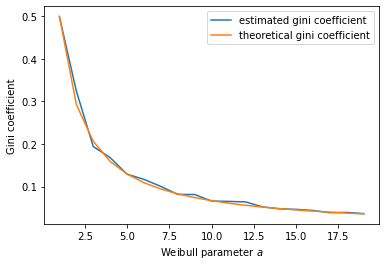 estimated gini coefficient
theoretical gini coefficient
Gini coefficient
0.5
0.4
0.3
0.2
0.1
2.5 5.0 7.5 10.0 12.5 15.0 17.5
Weibull parameter a